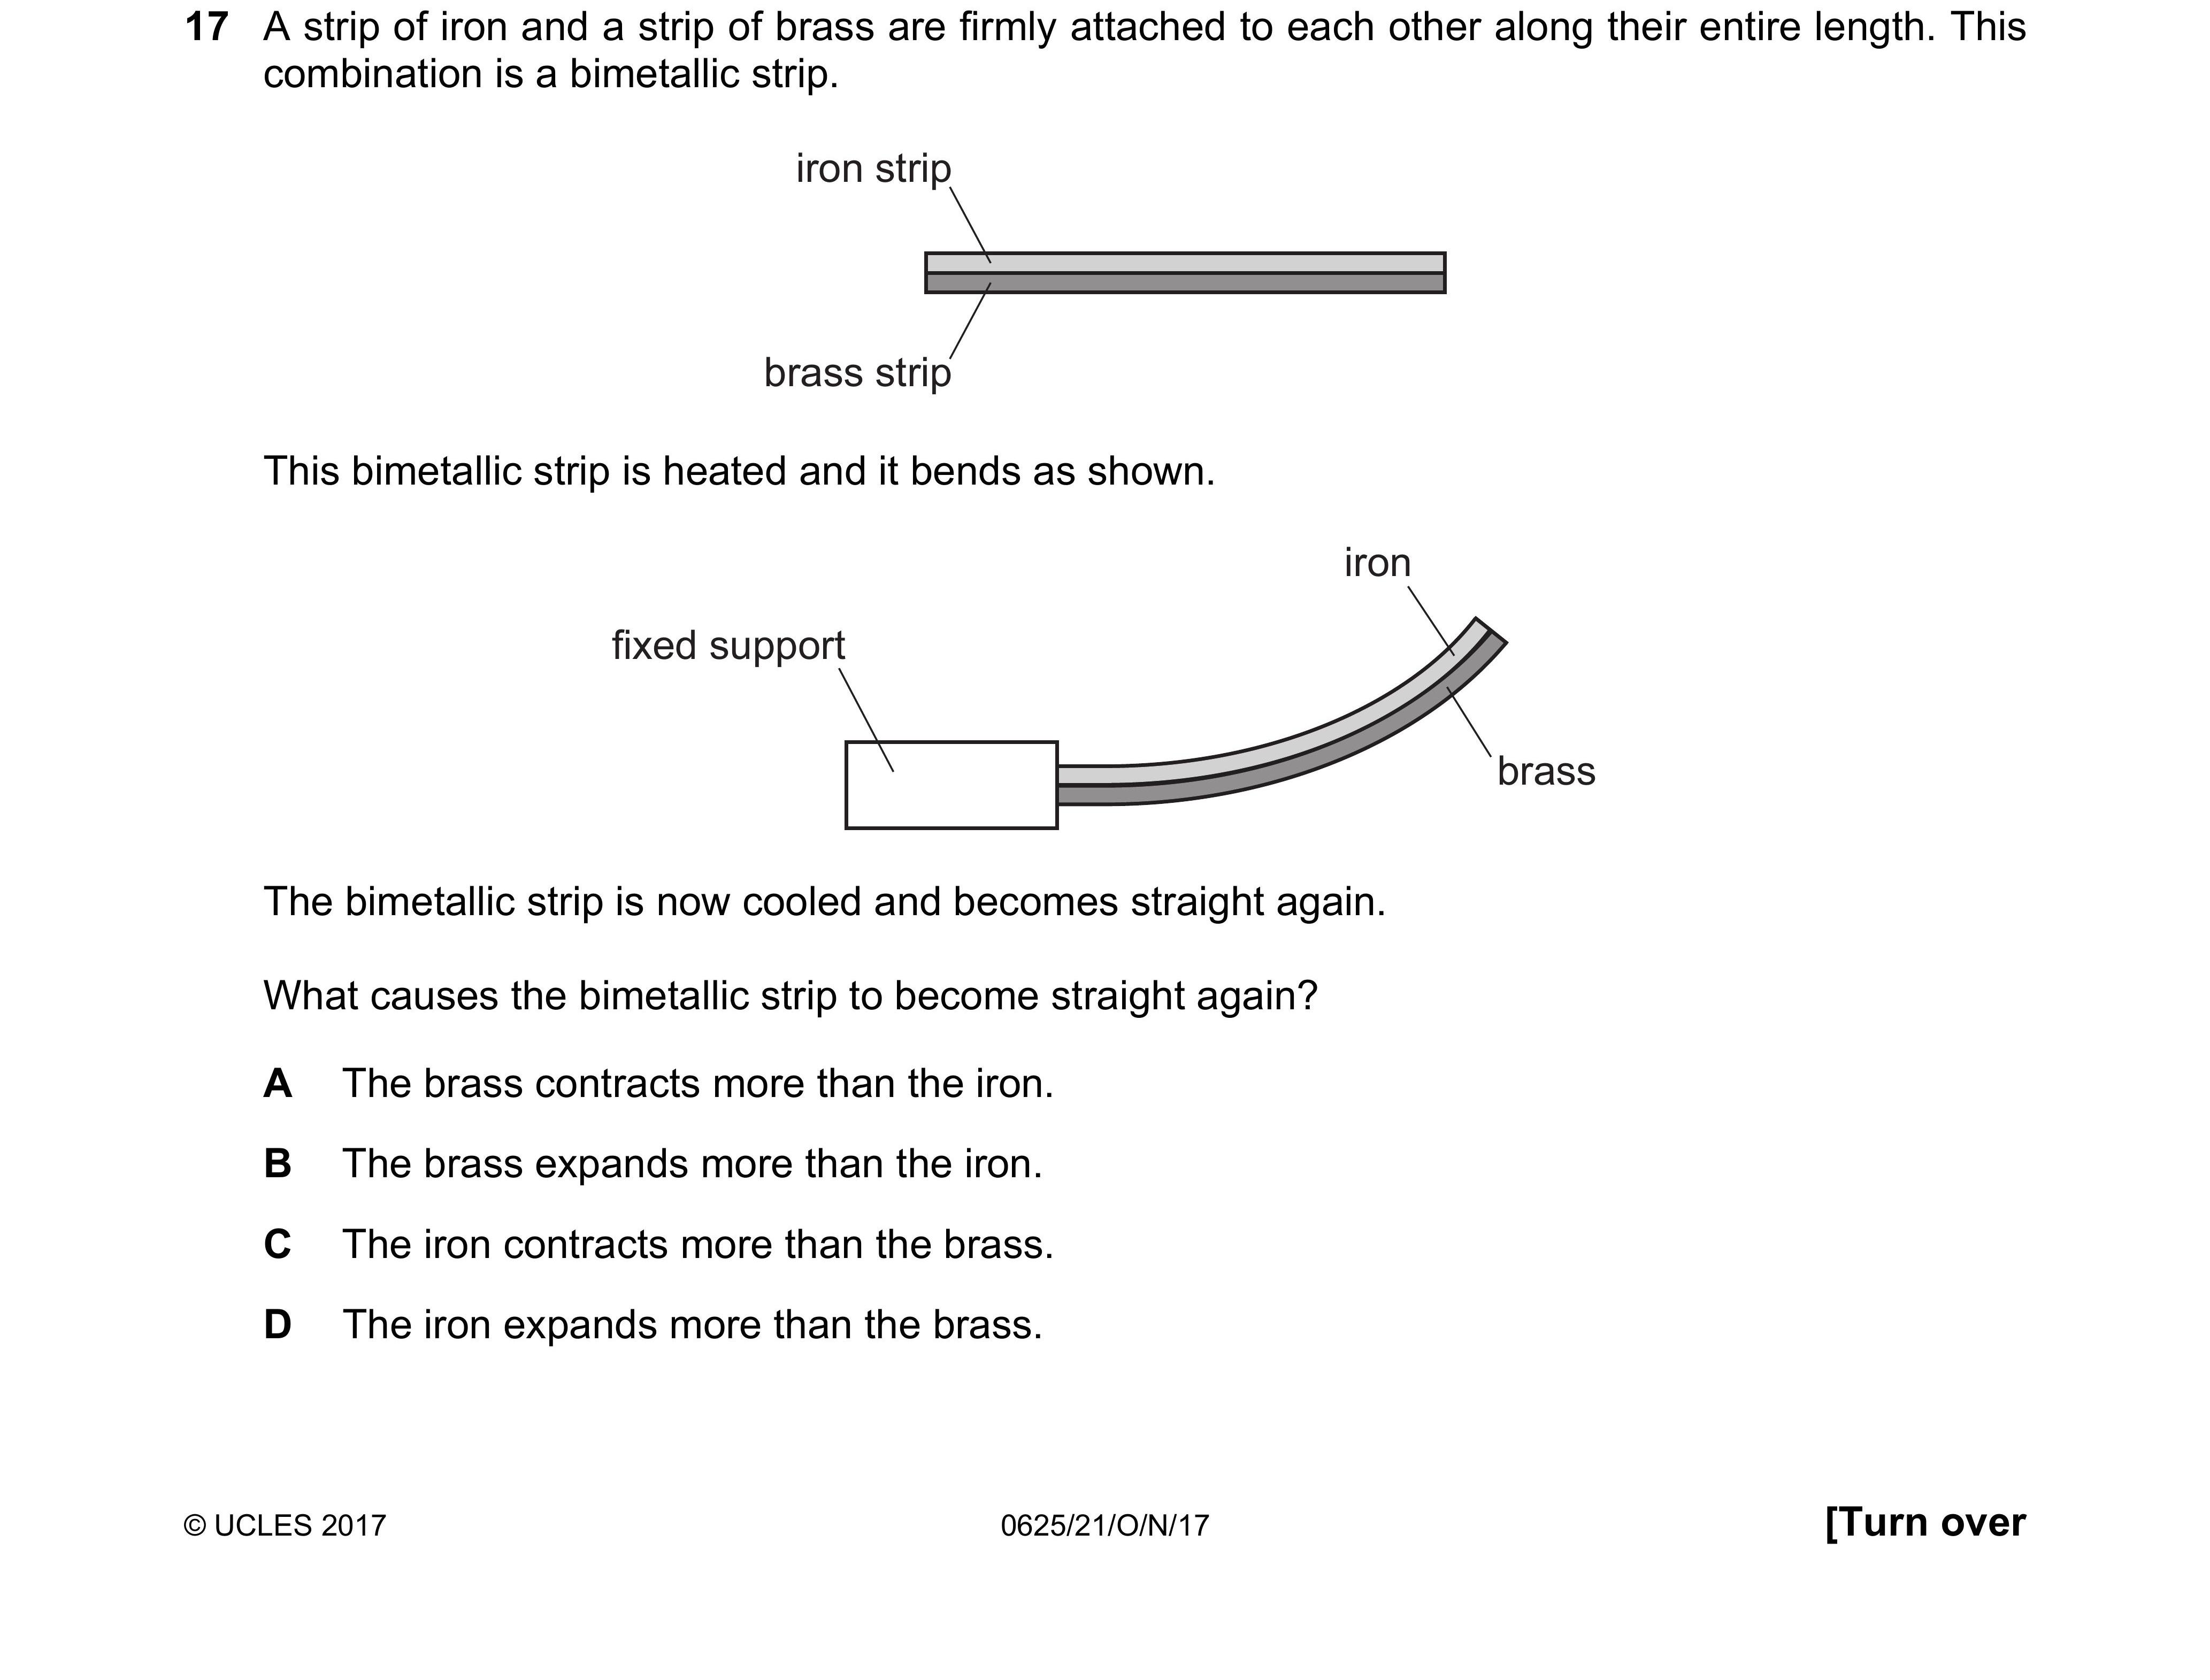 17 A strip of iron and a strip of brass are firmly attached to each other along their entire length. This
combination is a bimetallic strip.
iron strip
brass strip
This bimetallic strip is heated and it bends as shown.
iron
fixed support
brass
The bimetallic strip is now cooled and becomes straight again.
What causes the bimetallic strip to become straight again?
A The brass contracts more than the iron.
B The brass expands more than the iron.
C The iron contracts more than the brass.
D The iron expands more than the brass.
© UCLES 2017 0625/21/O/N/17 [Turn over